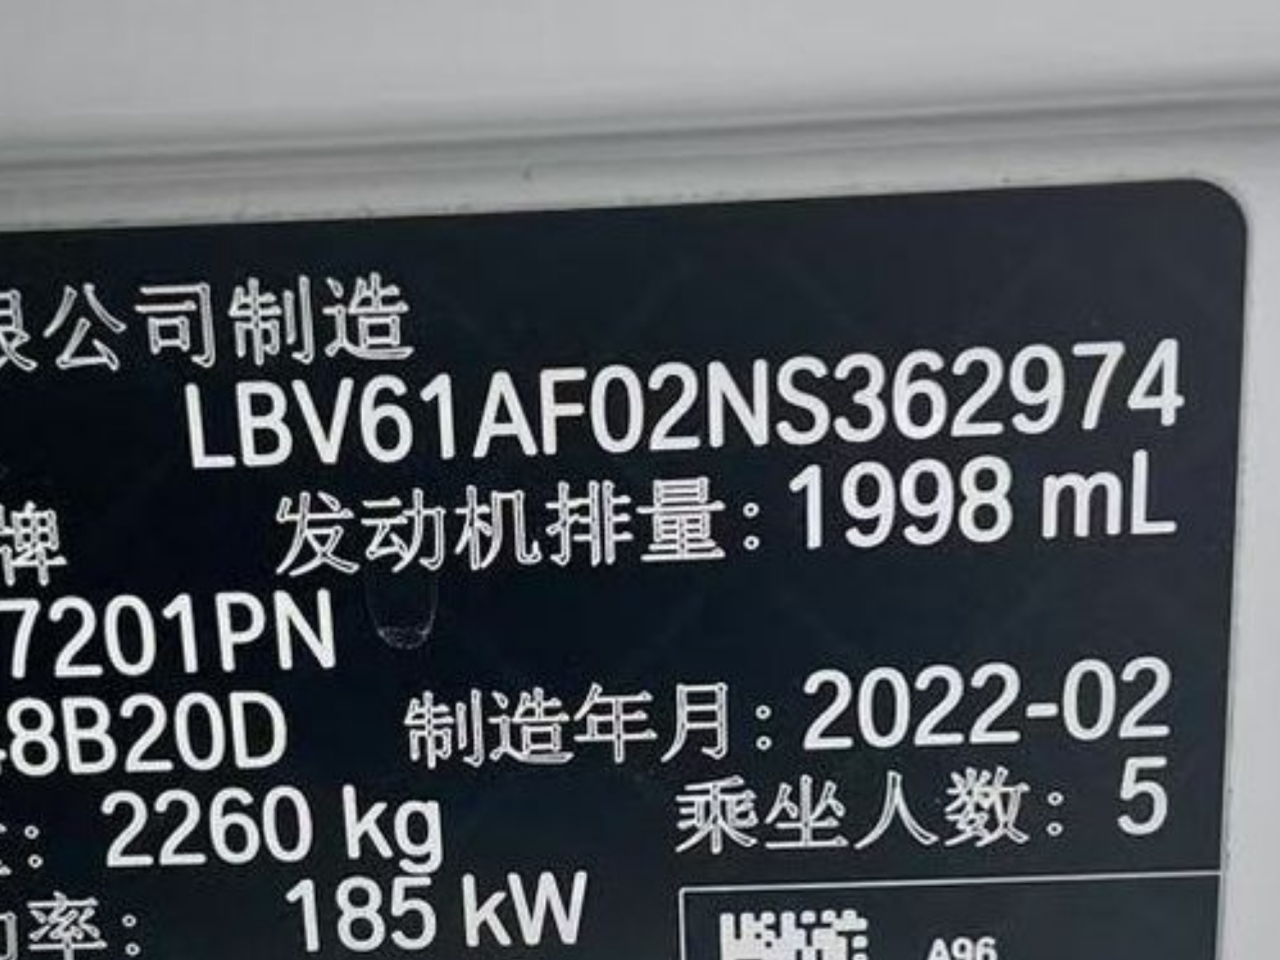 限公司制造
LBV61AF02NS362974
牌 发动机排量:1998 mL
7201PN
48B20D 制造年月:2022-02
: 2260 kg 乘坐人数: 5
功率: 185 kW
A96